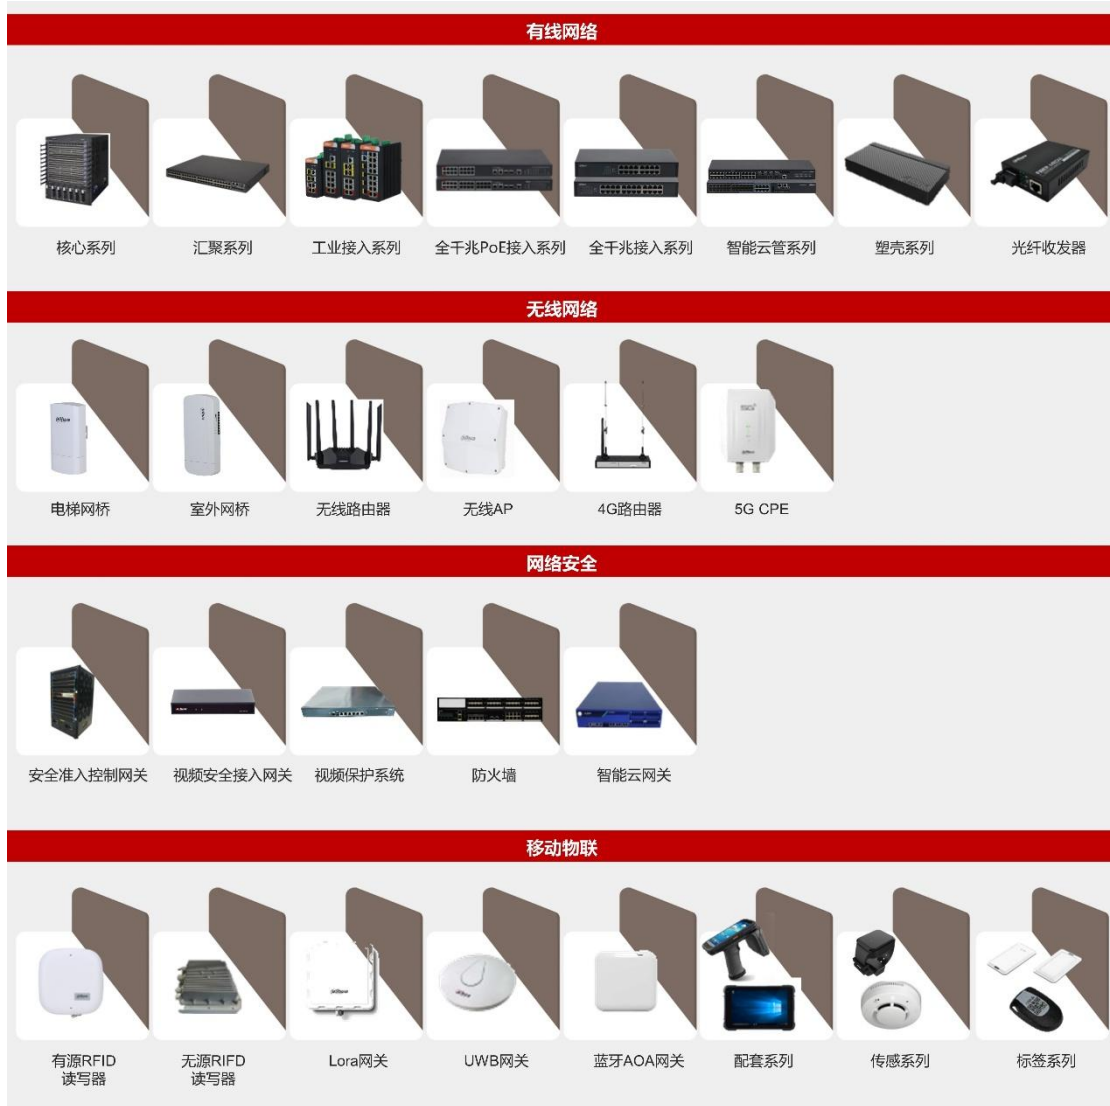 有线网络
核心系列
汇聚系列
工业接入系列
全千兆PoE接入系列
全千兆接入系列
智能云管系列
塑壳系列
光纤收发器
无线网络
电梯网桥
室外网桥
无线路由器
无线AP
4G路由器
5G CPE
网络安全
安全准入控制网关
视频安全接入网关
视频保护系统
防火墙
智能云网关
移动物联
有源RFID
读写器
无源RIFD
读写器
Lora网关
UWB网关
蓝牙AOA网关
配套系列
传感系列
标签系列